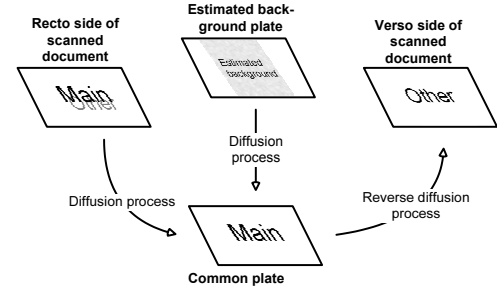 Recto side of
scanned
document
Main
Other
Estimated back-
ground plate
Estimated
background
Verso side of
scanned
document
Other
Diffusion
process
Diffusion process
Reverse diffusion
process
Main
Common plate